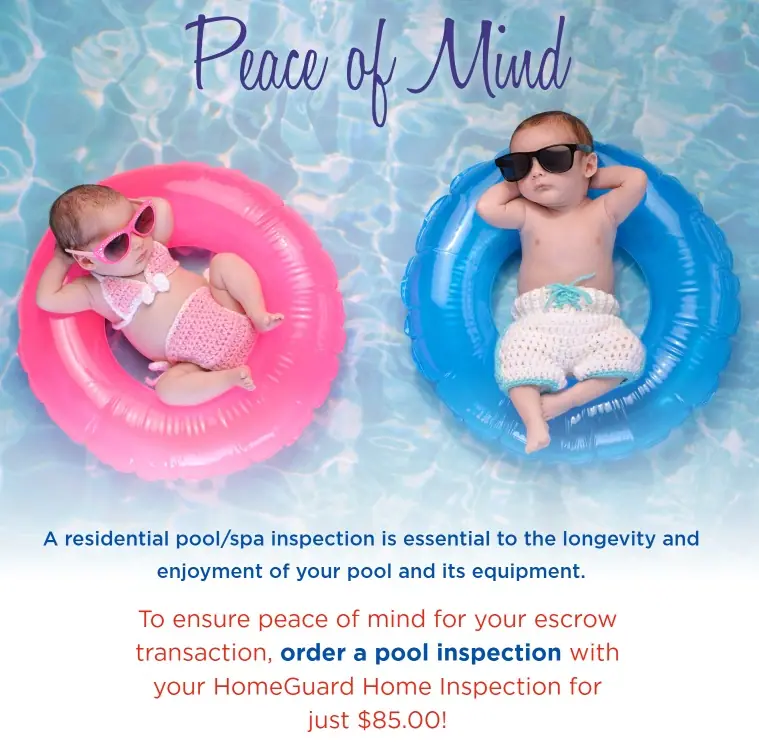 Peace of Mind
A residential pool/spa inspection is essential to the longevity and
enjoyment of your pool and its equipment.
To ensure peace of mind for your escrow
transaction, order a pool inspection with
your HomeGuard Home Inspection for
just $85.00!